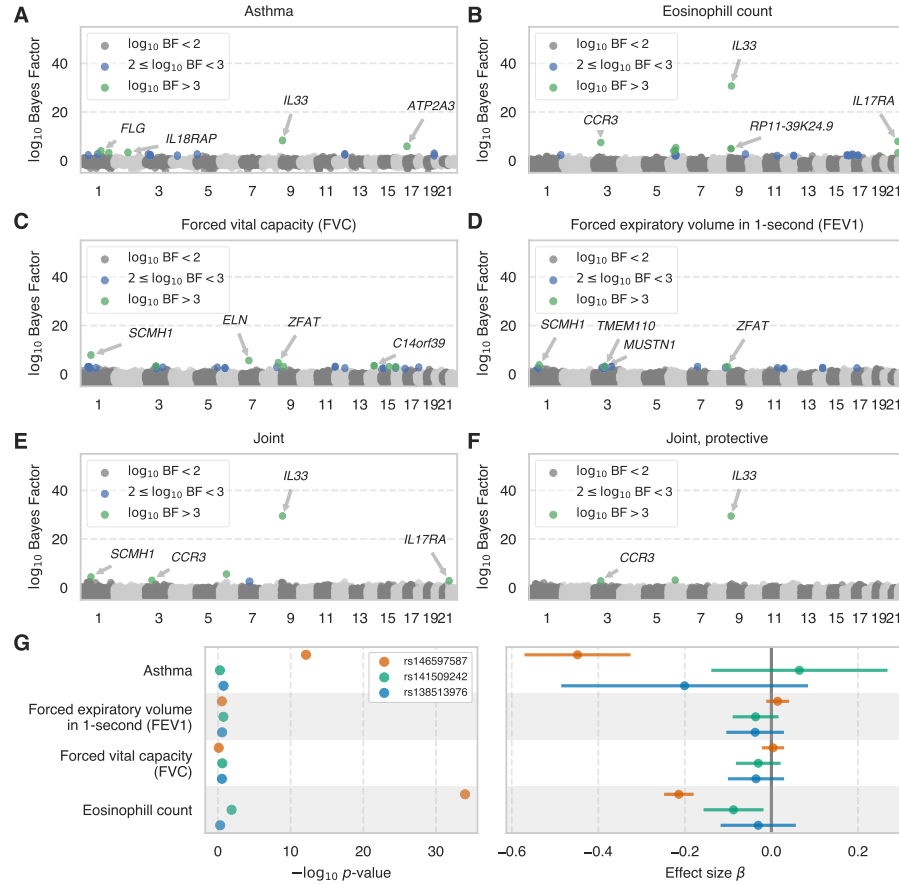 A
Asthma
log₁₀ Bayes Factor
40
20
0
log₁₀ BF < 2
2 ≤ log₁₀ BF < 3
log₁₀ BF > 3
FLG
IL18RAP
IL33
ATP2A3
1 3 5 7 9 11 13 15 17 19 21
B
Eosinophill count
log₁₀ Bayes Factor
40
20
0
log₁₀ BF < 2
2 ≤ log₁₀ BF < 3
log₁₀ BF > 3
IL33
CCR3
RP11-39K24.9
IL17RA
1 3 5 7 9 11 13 15 17 19 21
C
Forced vital capacity (FVC)
log₁₀ Bayes Factor
40
20
0
log₁₀ BF < 2
2 ≤ log₁₀ BF < 3
log₁₀ BF > 3
SCMH1
ELN
ZFAT
C14orf39
1 3 5 7 9 11 13 15 17 19 21
D
Forced expiratory volume in 1-second (FEV1)
log₁₀ Bayes Factor
40
20
0
log₁₀ BF < 2
2 ≤ log₁₀ BF < 3
log₁₀ BF > 3
SCMH1
TMEM110
MUSTN1
ZFAT
1 3 5 7 9 11 13 15 17 19 21
E
Joint
log₁₀ Bayes Factor
40
20
0
log₁₀ BF < 2
2 ≤ log₁₀ BF < 3
log₁₀ BF > 3
IL33
SCMH1
CCR3
IL17RA
1 3 5 7 9 11 13 15 17 19 21
F
Joint, protective
log₁₀ Bayes Factor
40
20
0
log₁₀ BF < 2
2 ≤ log₁₀ BF < 3
log₁₀ BF > 3
IL33
CCR3
1 3 5 7 9 11 13 15 17 19 21
G
Asthma
Forced expiratory volume
in 1-second (FEV1)
Forced vital capacity
(FVC)
Eosinophill count
rs146597587
rs141509242
rs138513976
0 10 20 30
−log₁₀ p-value
−0.6 −0.4 −0.2 0.0 0.2
Effect size β